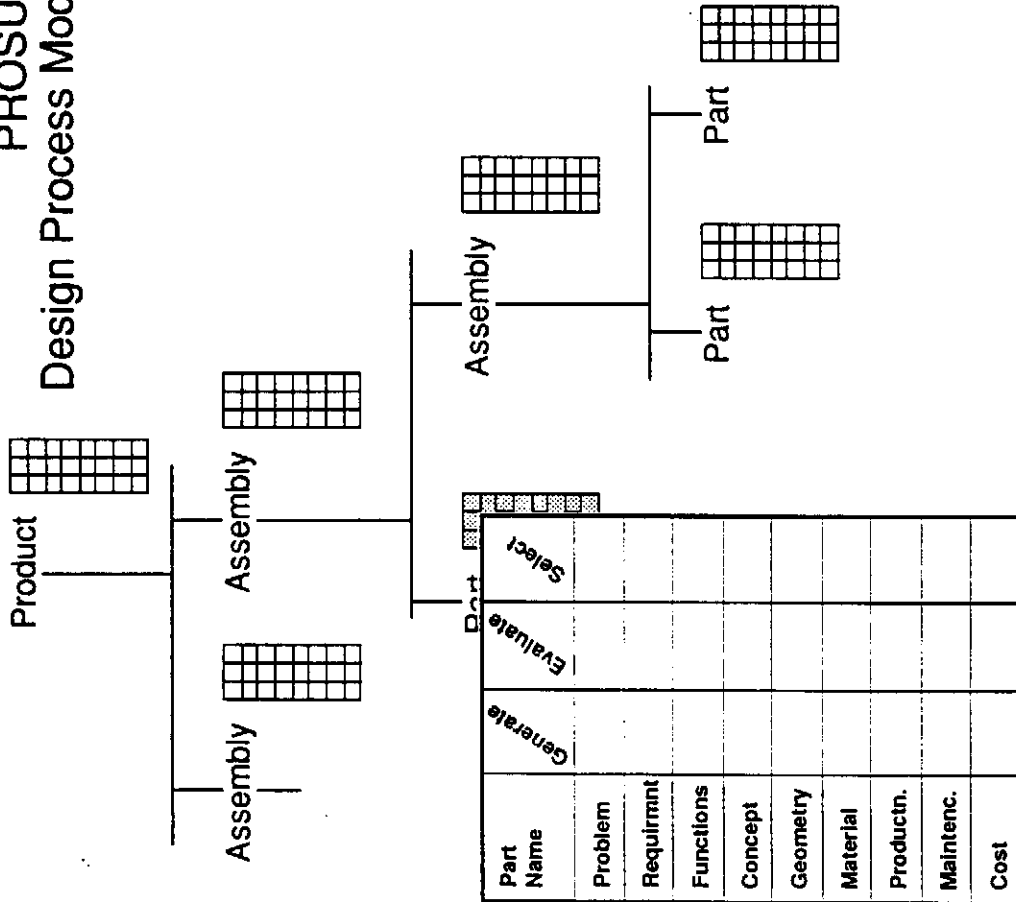 PROSU
Design Process Mod
Product
Assembly
Assembly
Part
Assembly
Part
Part
Part Name
Generate
Evaluate
Select
Problem
Requirmnt
Functions
Concept
Geometry
Material
Productn.
Maintenc.
Cost